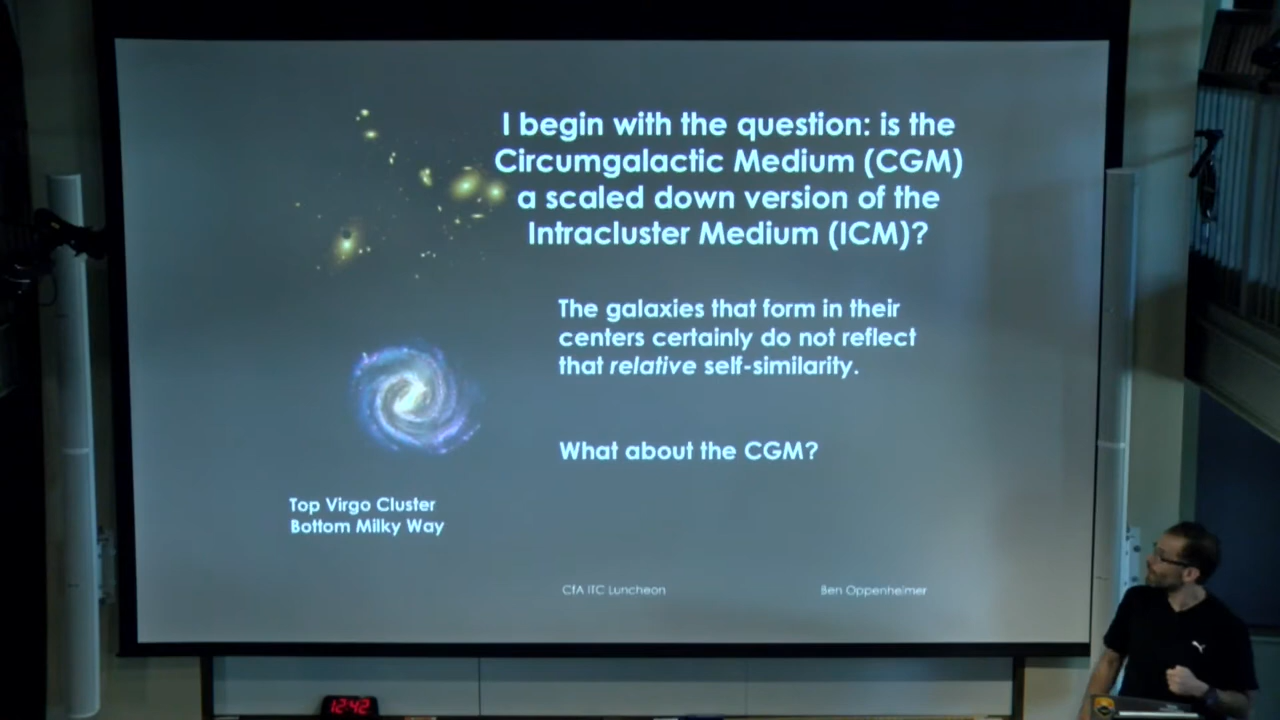 I begin with the question: is the
Circumgalactic Medium (CGM)
a scaled down version of the
Intracluster Medium (ICM)?
The galaxies that form in their
centers certainly do not reflect
that relative self-similarity.
What about the CGM?
Top Virgo Cluster
Bottom Milky Way
CfA ITC Luncheon
Ben Oppenheimer
12:42